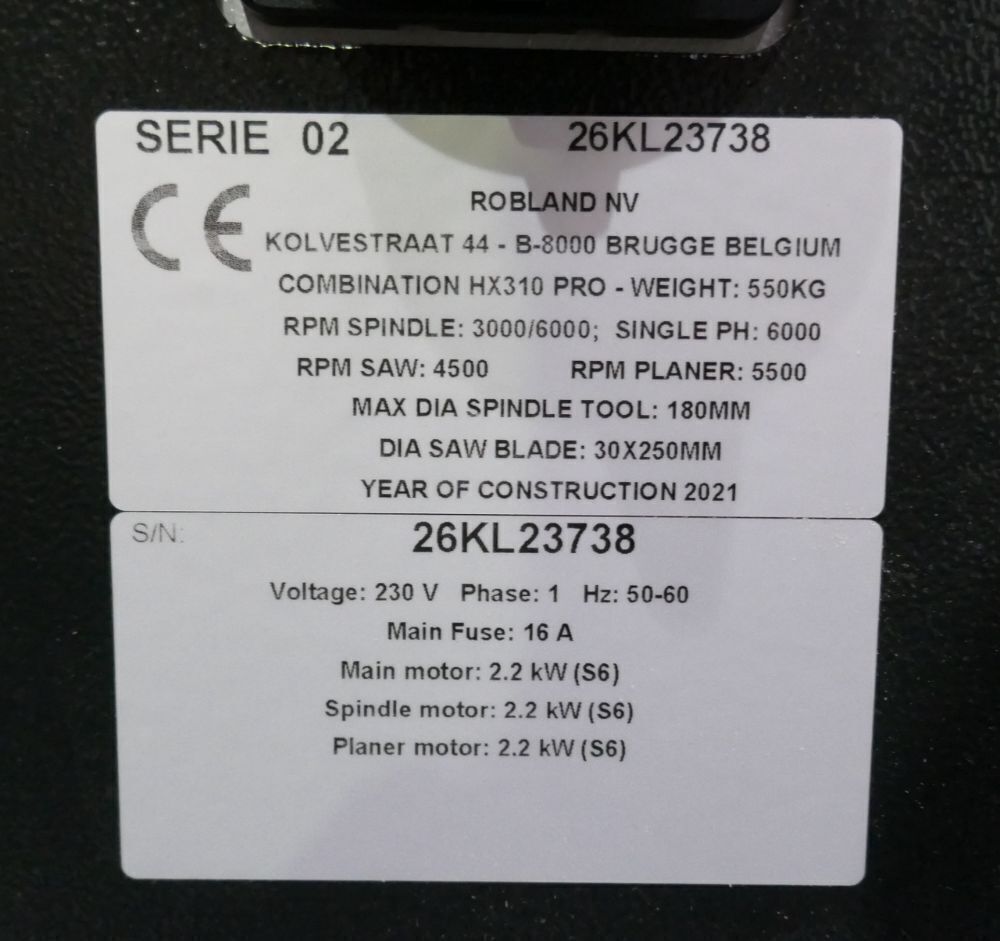 SERIE 02 26KL23738
CE
ROBLAND NV
KOLVESTRAAT 44 - B-8000 BRUGGE BELGIUM
COMBINATION HX310 PRO - WEIGHT: 550KG
RPM SPINDLE: 3000/6000; SINGLE PH: 6000
RPM SAW: 4500 RPM PLANER: 5500
MAX DIA SPINDLE TOOL: 180MM
DIA SAW BLADE: 30X250MM
YEAR OF CONSTRUCTION 2021
S/N: 26KL23738
Voltage: 230 V Phase: 1 Hz: 50-60
Main Fuse: 16 A
Main motor: 2.2 kW (S6)
Spindle motor: 2.2 kW (S6)
Planer motor: 2.2 kW (S6)